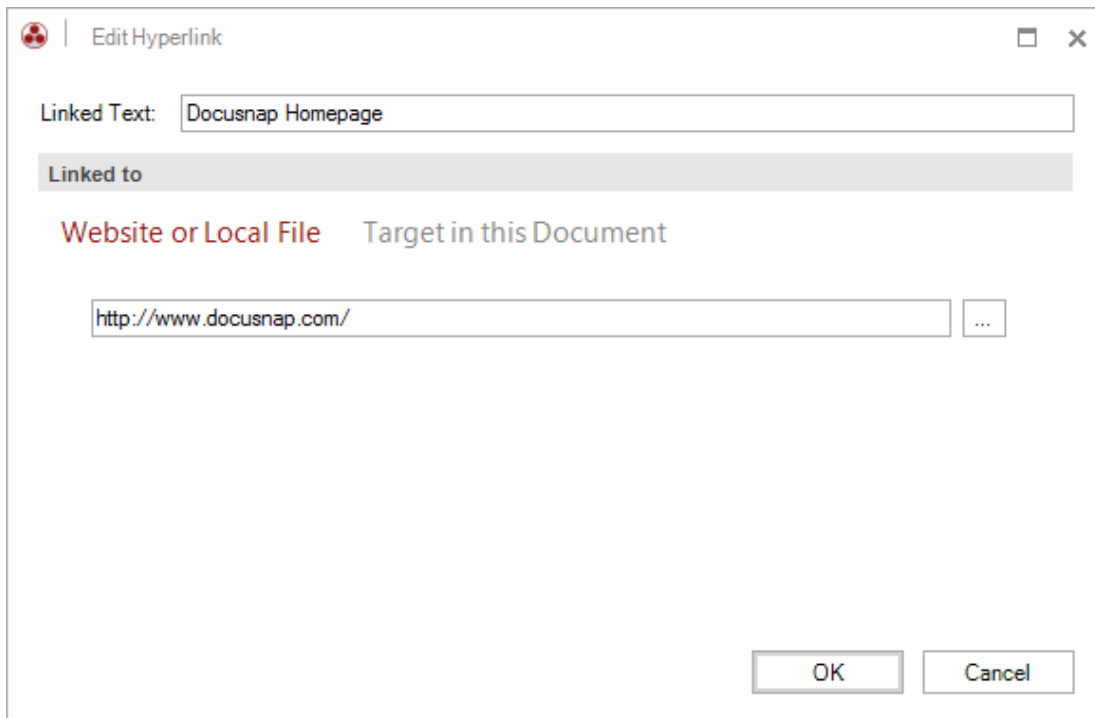 Edit Hyperlink
Linked Text: Docusnap Homepage
Linked to
Website or Local File Target in this Document
http://www.docusnap.com/ ...
OK Cancel